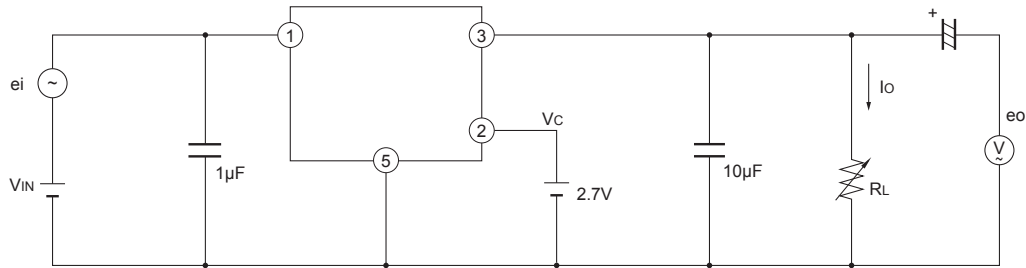 +
1
3
~
ei
IO
VC
2
eo
V
~
5
1μF
10μF
VIN
2.7V
RL